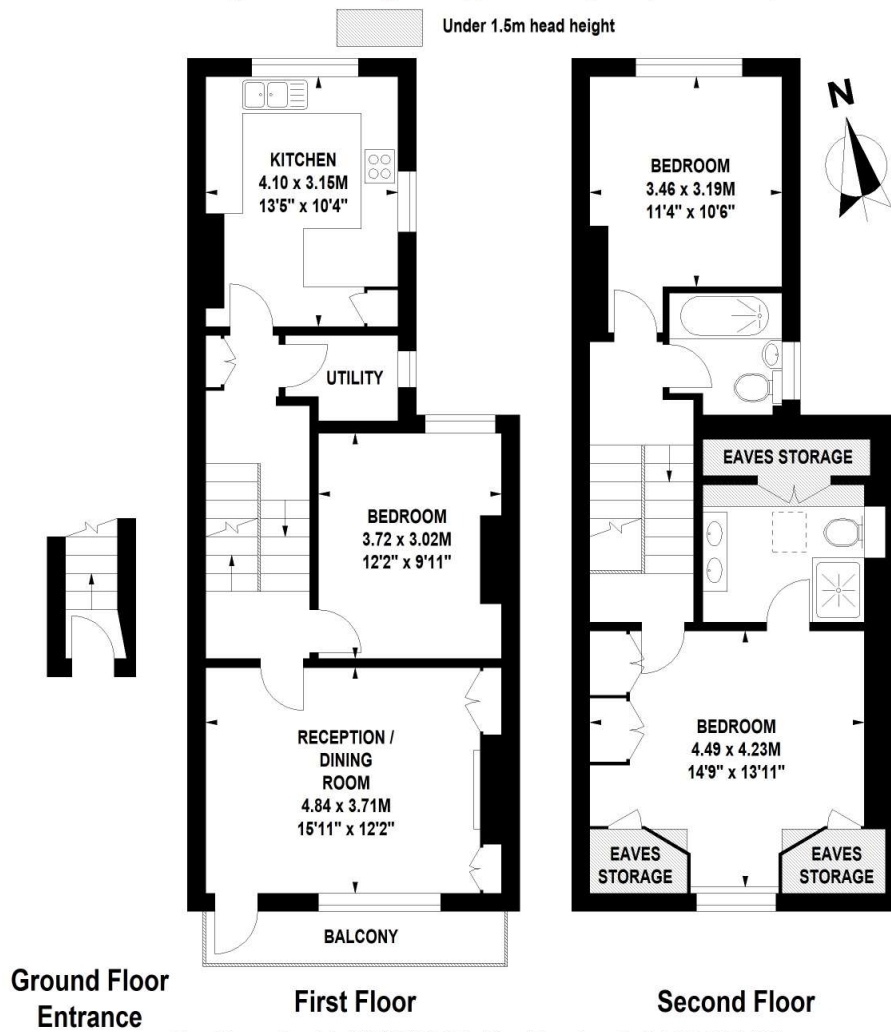 Under 1.5m head height
N
KITCHEN
4.10 x 3.15M
13'5" x 10'4"
UTILITY
BEDROOM
3.72 x 3.02M
12'2" x 9'11"
RECEPTION /
DINING
ROOM
4.84 x 3.71M
15'11" x 12'2"
BALCONY
BEDROOM
3.46 x 3.19M
11'4" x 10'6"
EAVES STORAGE
BEDROOM
4.49 x 4.23M
14'9" x 13'11"
EAVES
STORAGE
EAVES
STORAGE
Ground Floor
Entrance
First Floor
Second Floor